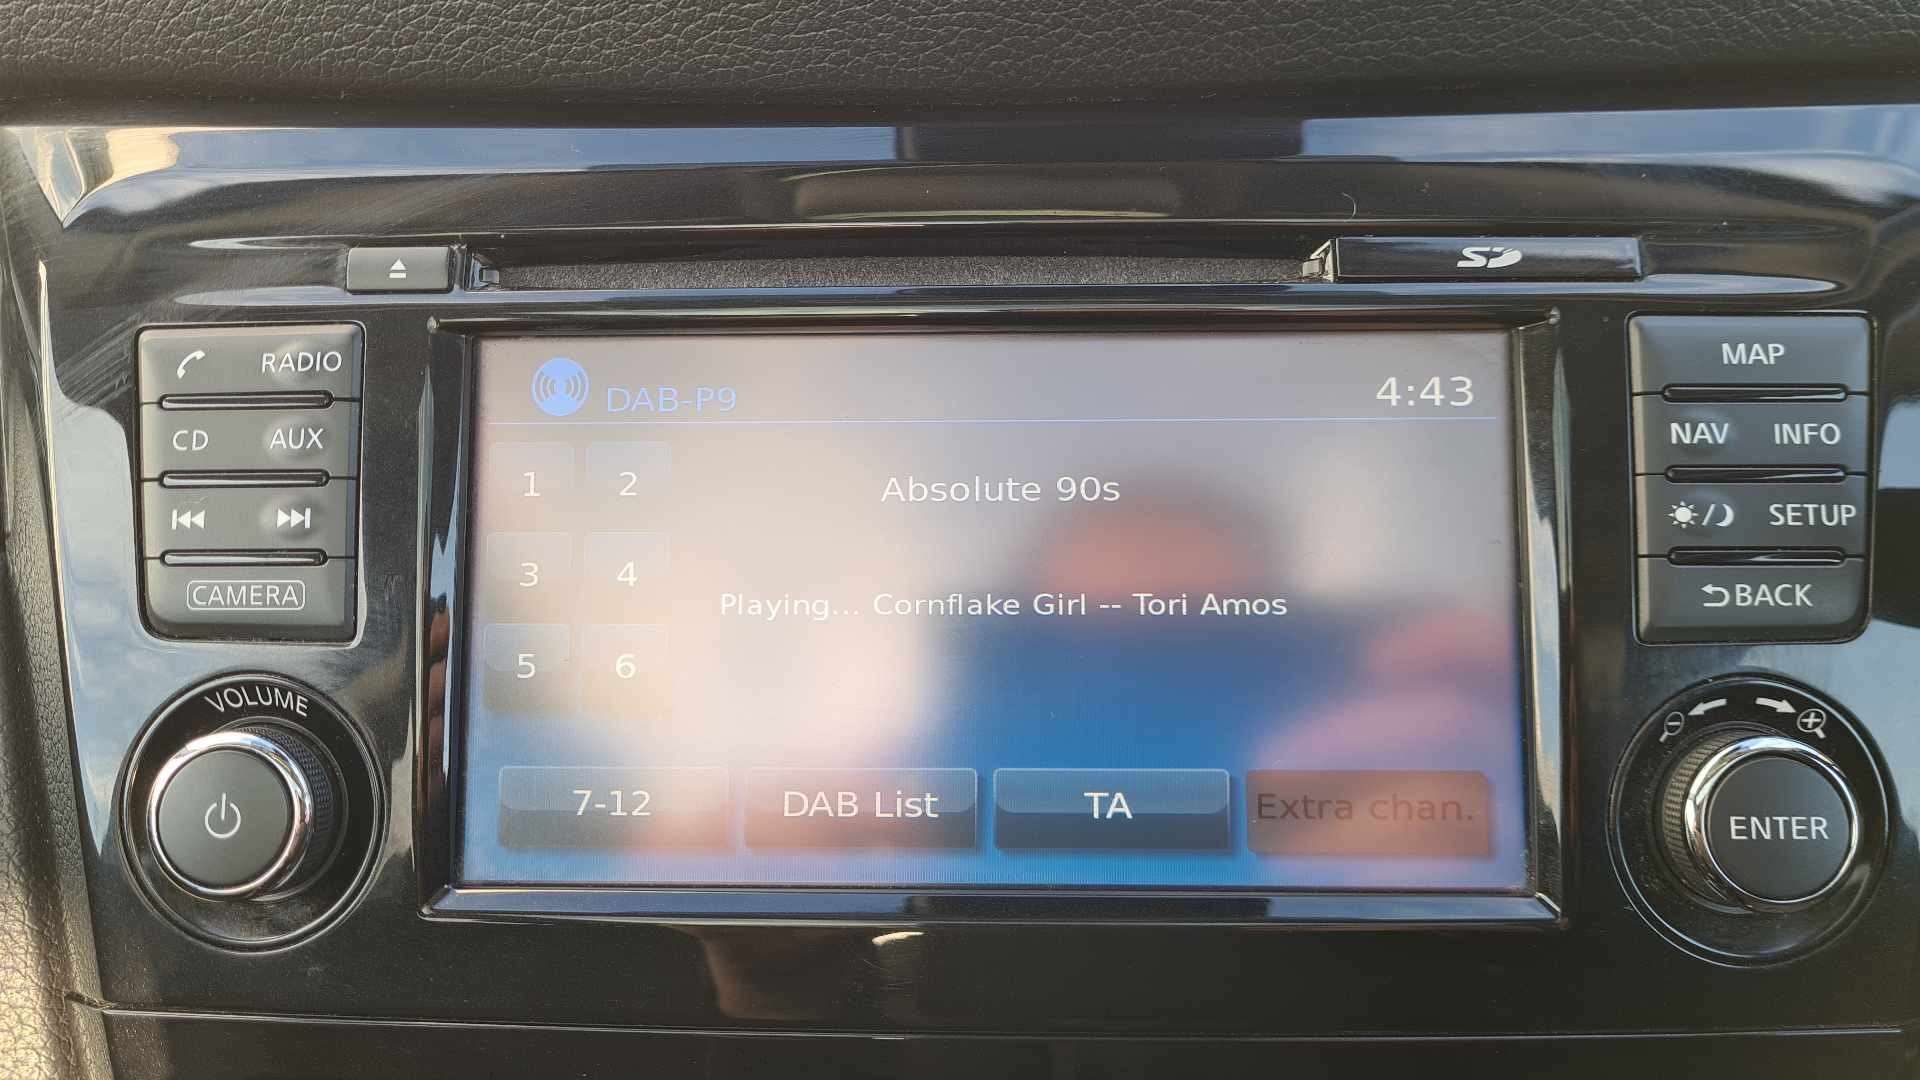 SD
RADIO
CD AUX
CAMERA
VOLUME
DAB-P9
4:43
1 2
3 4
5 6
Absolute 90s
Playing... Cornflake Girl -- Tori Amos
7-12 DAB List TA Extra chan.
MAP
NAV INFO
SETUP
BACK
ENTER